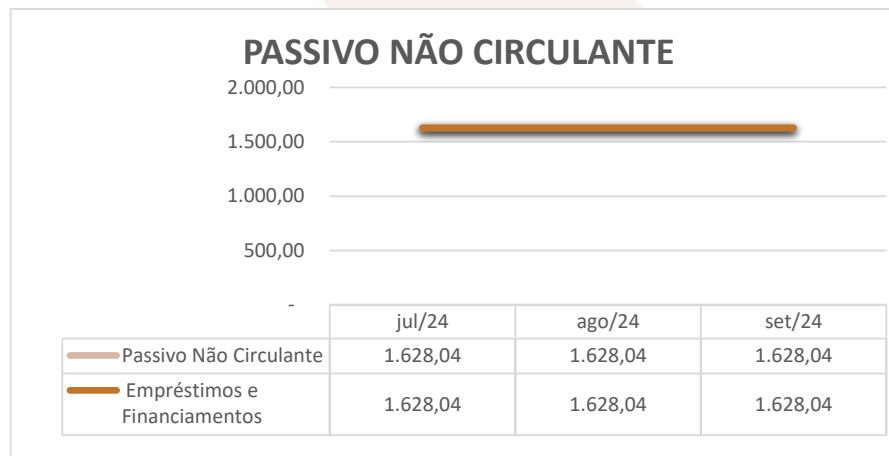 PASSIVO NÃO CIRCULANTE
2.000,00
1.500,00
1.000,00
500,00
-
jul/24 ago/24 set/24
Passivo Não Circulante 1.628,04 1.628,04 1.628,04
Empréstimos e
Financiamentos 1.628,04 1.628,04 1.628,04